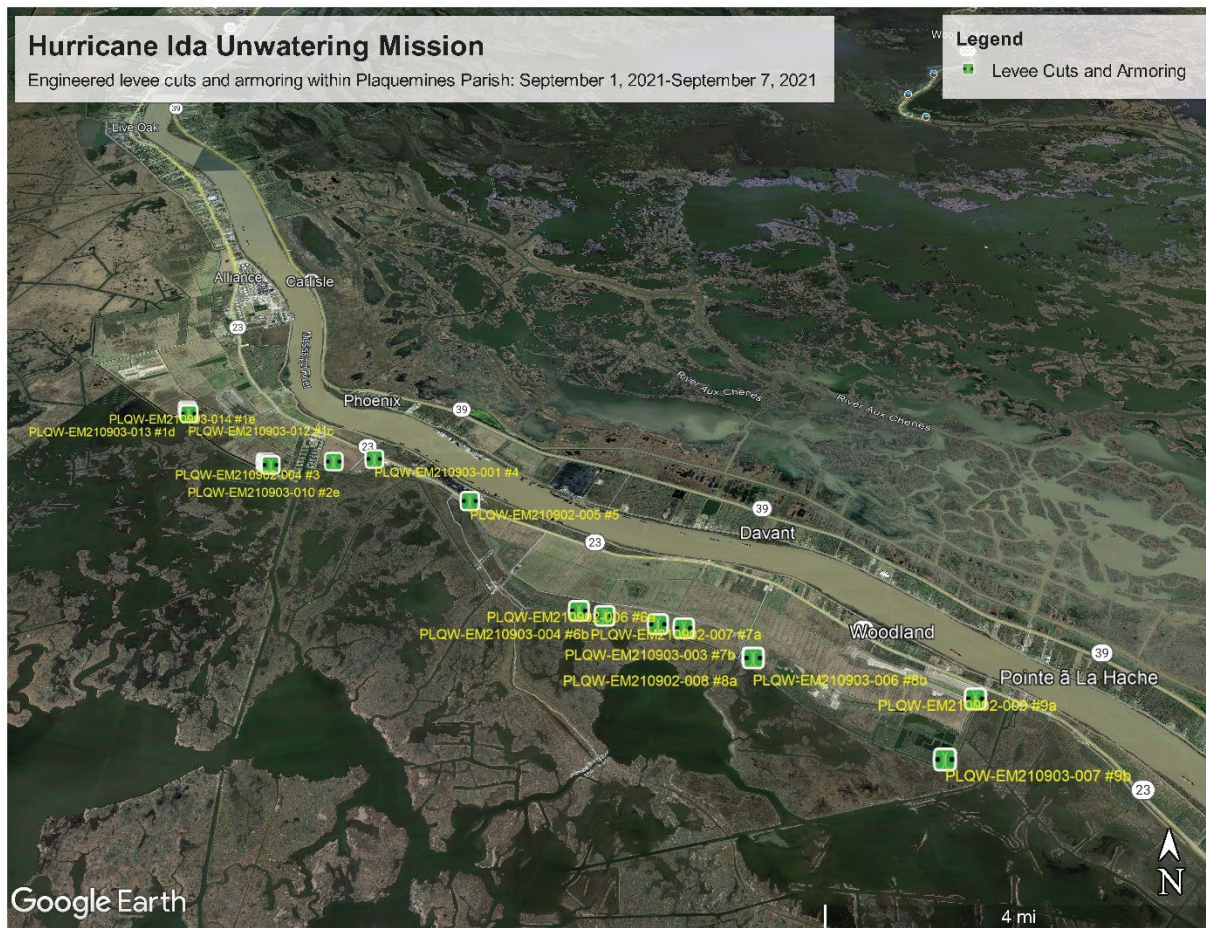 Hurricane Ida Unwatering Mission
Engineered levee cuts and armoring within Plaquemines Parish: September 1, 2021-September 7, 2021
Legend
Levee Cuts and Armoring
39
Live Oak
Alliance
Carlisle
23
Mississippi River
Phoenix
39
River Aux Chenes
River Aux Chenes
PLQW-EM210903-014 #1e
PLQW-EM210903-013 #1d
PLQW-EM210903-012 #1c
23
PLQW-EM210902-004 #3
PLQW-EM210903-001 #4
PLQW-EM210903-010 #2e
PLQW-EM210902-005 #5
39
Davant
23
PLQW-EM210902-006 #6a
PLQW-EM210903-004 #6b
PLQW-EM210902-007 #7a
Woodland
PLQW-EM210903-003 #7b
39
PLQW-EM210902-008 #8a
PLQW-EM210903-006 #8b
Pointe ã La Hache
PLQW-EM210902-009 #9a
PLQW-EM210903-007 #9b
23
N
Google Earth
4 mi